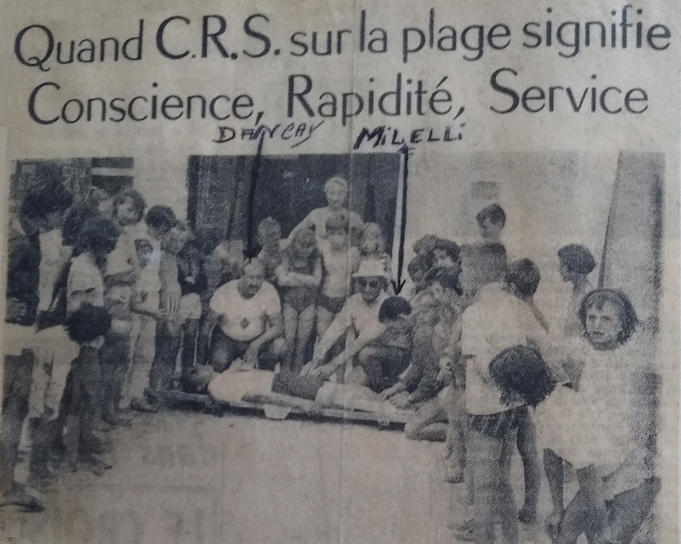 Quand C.R.S. sur la plage signifie
Conscience, Rapidité, Service
DANCAY MiLELLi